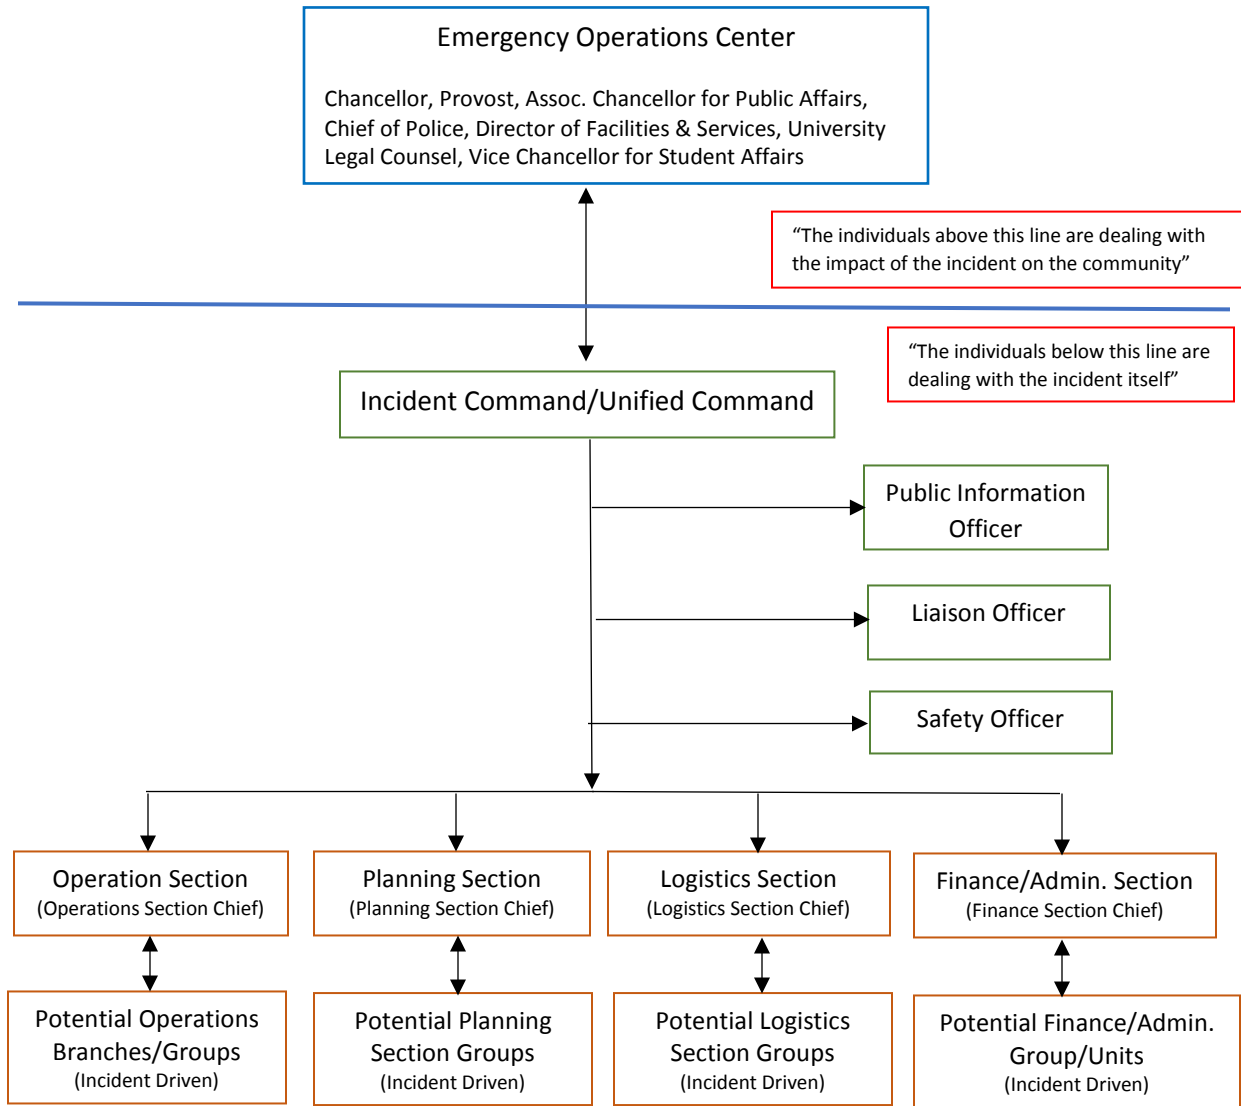 Emergency Operations Center
Chancellor, Provost, Assoc. Chancellor for Public Affairs,
Chief of Police, Director of Facilities & Services, University
Legal Counsel, Vice Chancellor for Student Affairs
“The individuals above this line are dealing with
the impact of the incident on the community”
“The individuals below this line are
dealing with the incident itself”
Incident Command/Unified Command
Public Information
Officer
Liaison Officer
Safety Officer
Operation Section
(Operations Section Chief)
Planning Section
(Planning Section Chief)
Logistics Section
(Logistics Section Chief)
Finance/Admin. Section
(Finance Section Chief)
Potential Operations
Branches/Groups
(Incident Driven)
Potential Planning
Section Groups
(Incident Driven)
Potential Logistics
Section Groups
(Incident Driven)
Potential Finance/Admin.
Group/Units
(Incident Driven)